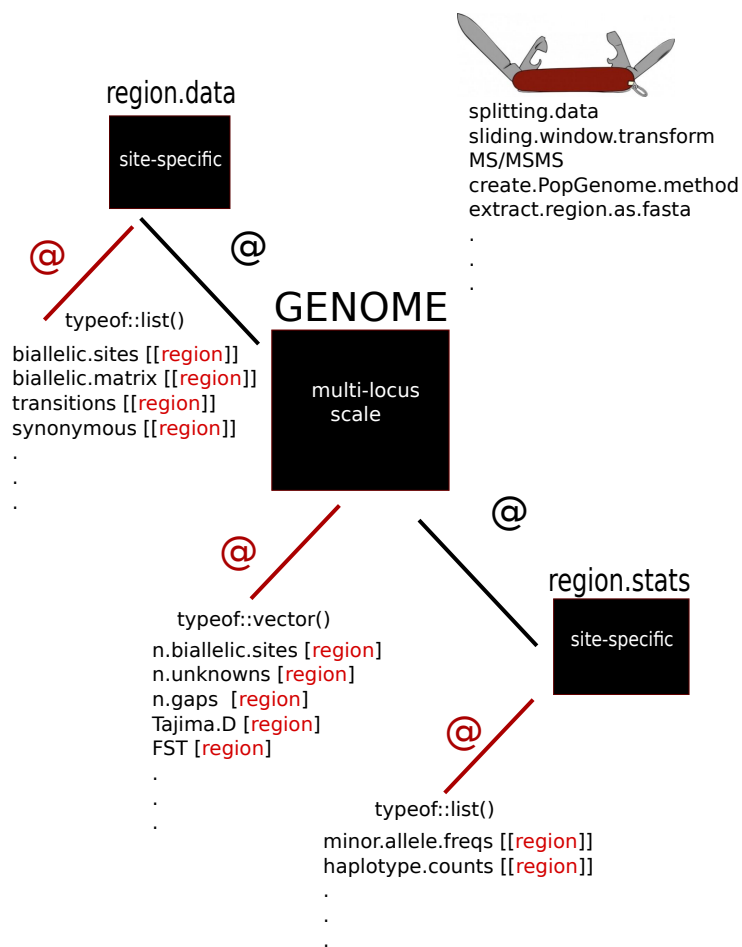 region.data
site-specific
@
@
typeof::list()
biallelic.sites [[region]]
biallelic.matrix [[region]]
transitions [[region]]
synonymous [[region]]
.
.
.
splitting.data
sliding.window.transform
MS/MSMS
create.PopGenome.method
extract.region.as.fasta
.
.
.
GENOME
multi-locus
scale
@
@
typeof::vector()
n.biallelic.sites [region]
n.unknowns [region]
n.gaps [region]
Tajima.D [region]
FST [region]
.
.
.
region.stats
site-specific
@
typeof::list()
minor.allele.freqs [[region]]
haplotype.counts [[region]]
.
.
.